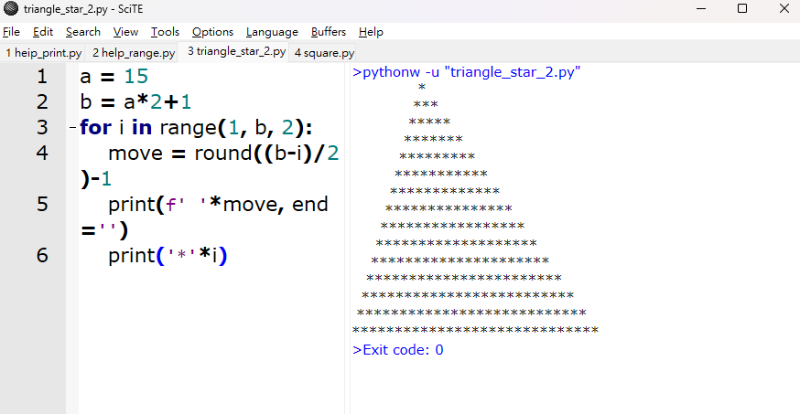 triangle_star_2.py - SciTE
File Edit Search View Tools Options Language Buffers Help
1 heip_print.py 2 help_range.py 3 triangle_star_2.py 4 square.py
1 a = 15
2 b = a*2+1
3 -for i in range(1, b, 2):
4 move = round((b-i)/2
)-1
5 print(f' '*move, end
='')
6 print('*'*i)
>pythonw -u "triangle_star_2.py"
*
***
*****
*******
*********
***********
*************
***************
*****************
*******************
*********************
***********************
*************************
***************************
*****************************
>Exit code: 0